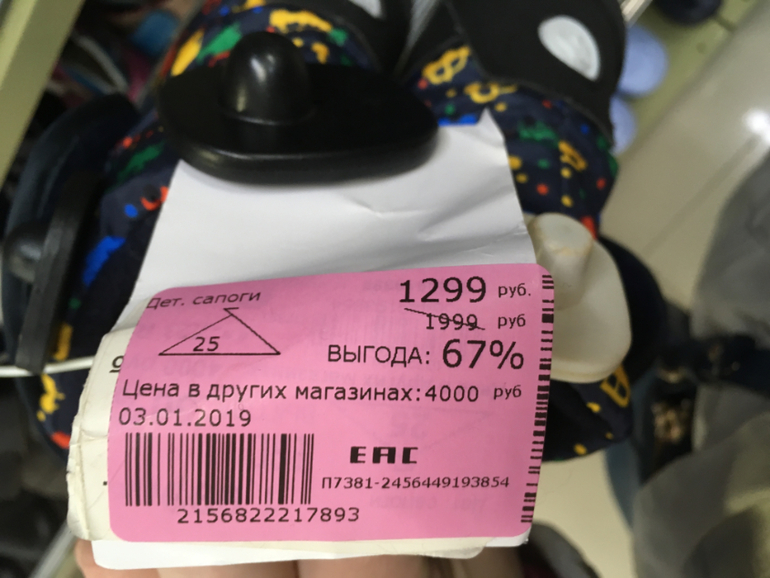 Дет. сапоги
25
1299 руб.
1999 руб
ВЫГОДА: 67%
Цена в других магазинах: 4000 руб
03.01.2019
EAC
П7381-2456449193854
2156822217893